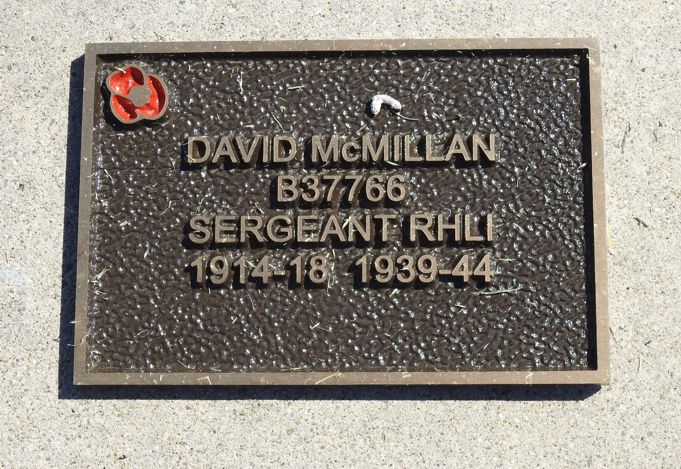 DAVID McMILLAN
B37766
SERGEANT RHLI
1914-18 1939-44